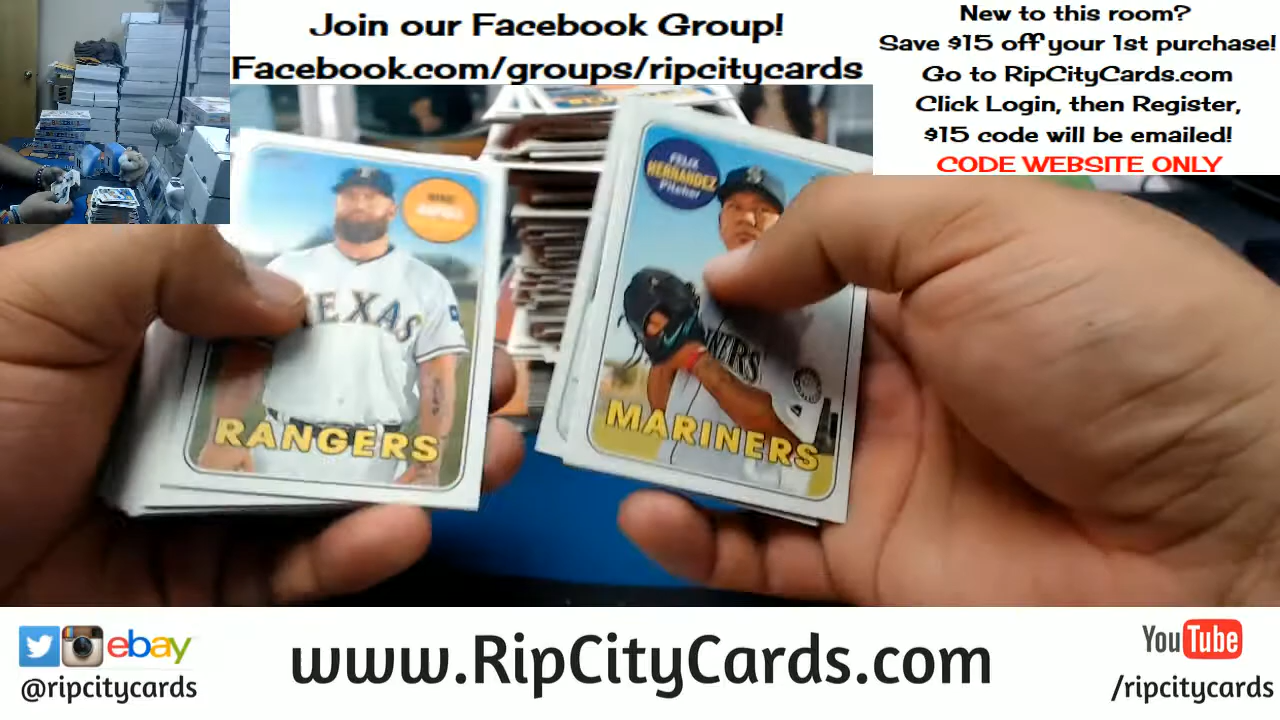 Join our Facebook Group!
Facebook.com/groups/ripcitycards
New to this room?
Save $15 off your 1st purchase!
Go to RipCityCards.com
Click Login, then Register,
$15 code will be emailed!
CODE WEBSITE ONLY
FELIX
HERNANDEZ
Pitcher
TEXAS
RANGERS
NERS
MARINERS
ebay
@ripcitycards
www.RipCityCards.com
YouTube
/ripcitycards